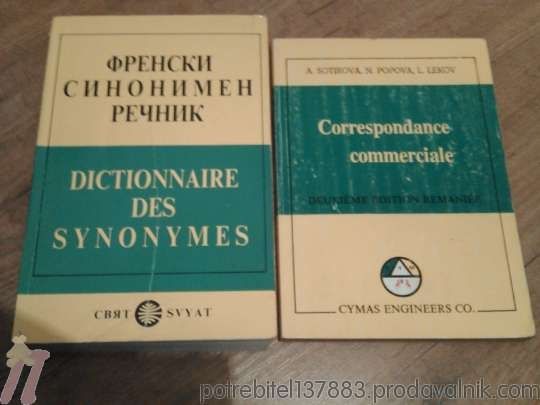 ФРЕНСКИ
СИНОНИМЕН
РЕЧНИК
DICTIONNAIRE
DES
SYNONYMES
СВЯТ SVYAT
A. SOTIROVA, N. POPOVA, L. LEKOV
Correspondance
commerciale
DEUXIÈME ÉDITION REMANIÉE
CYMAS ENGINEERS CO.
potrebitel137883.prodavalnik.com